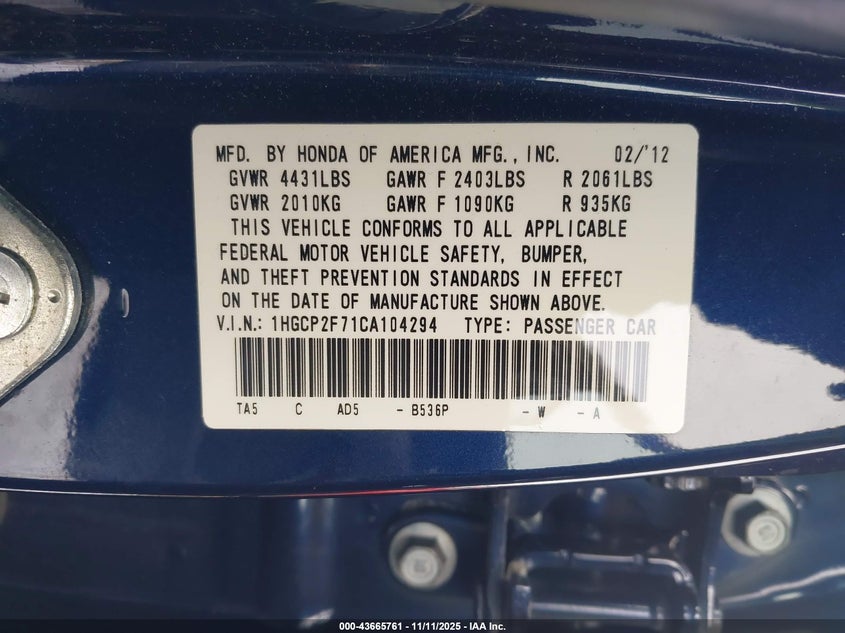 MFD. BY HONDA OF AMERICA MFG., INC. 02/'12
GVWR 4431LBS GAWR F 2403LBS R 2061LBS
GVWR 2010KG GAWR F 1090KG R 935KG
THIS VEHICLE CONFORMS TO ALL APPLICABLE
FEDERAL MOTOR VEHICLE SAFETY, BUMPER,
AND THEFT PREVENTION STANDARDS IN EFFECT
ON THE DATE OF MANUFACTURE SHOWN ABOVE.
V.I.N.: 1HGCP2F71CA104294 TYPE: PASSENGER CAR
TA5 C AD5 - B536P - W - A
000-43665761 - 11/11/2025 - IAA Inc.